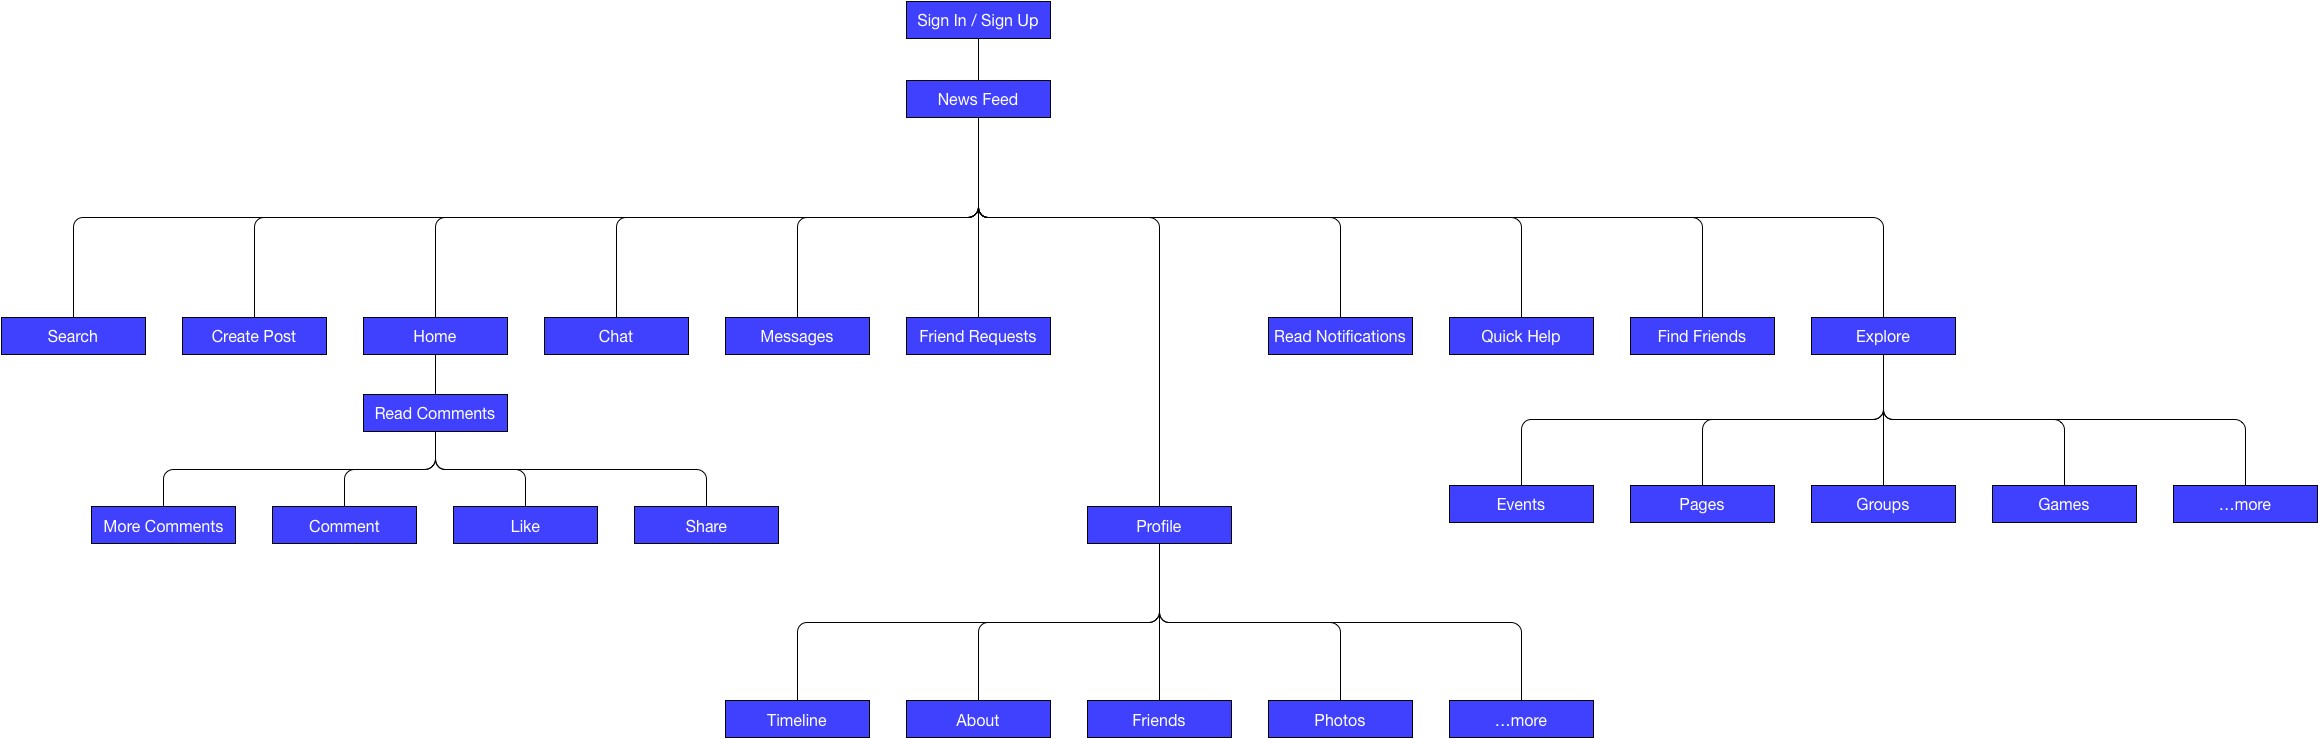 Sign In / Sign Up
News Feed
Search
Create Post
Home
Chat
Messages
Friend Requests
Read Notifications
Quick Help
Find Friends
Explore
Read Comments
More Comments
Comment
Like
Share
Profile
Events
Pages
Groups
Games
...more
Timeline
About
Friends
Photos
...more